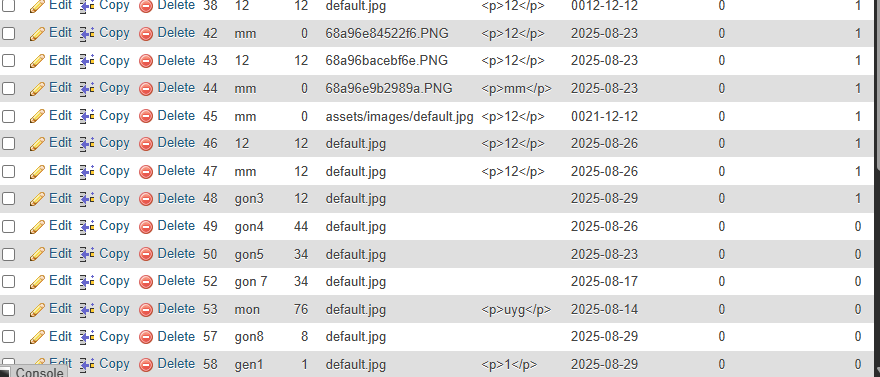 Edit Copy Delete 38 12 12 default.jpg <p>12</p> 0012-12-12 0 1
Edit Copy Delete 42 mm 0 68a96e84522f6.PNG <p>12</p> 2025-08-23 0 1
Edit Copy Delete 43 12 12 68a96bacebf6e.PNG <p>12</p> 2025-08-23 0 1
Edit Copy Delete 44 mm 0 68a96e9b2989a.PNG <p>mm</p> 2025-08-23 0 1
Edit Copy Delete 45 mm 0 assets/images/default.jpg <p>12</p> 0021-12-12 0 1
Edit Copy Delete 46 12 12 default.jpg <p>12</p> 2025-08-26 0 1
Edit Copy Delete 47 mm 12 default.jpg <p>12</p> 2025-08-26 0 1
Edit Copy Delete 48 gon3 12 default.jpg 2025-08-29 0 1
Edit Copy Delete 49 gon4 44 default.jpg 2025-08-26 0 0
Edit Copy Delete 50 gon5 34 default.jpg 2025-08-23 0 0
Edit Copy Delete 52 gon 7 34 default.jpg 2025-08-17 0 0
Edit Copy Delete 53 mon 76 default.jpg <p>uyg</p> 2025-08-14 0 0
Edit Copy Delete 57 gon8 8 default.jpg 2025-08-29 0 0
Edit Copy Delete 58 gen1 1 default.jpg <p>1</p> 2025-08-29 0 0
Console